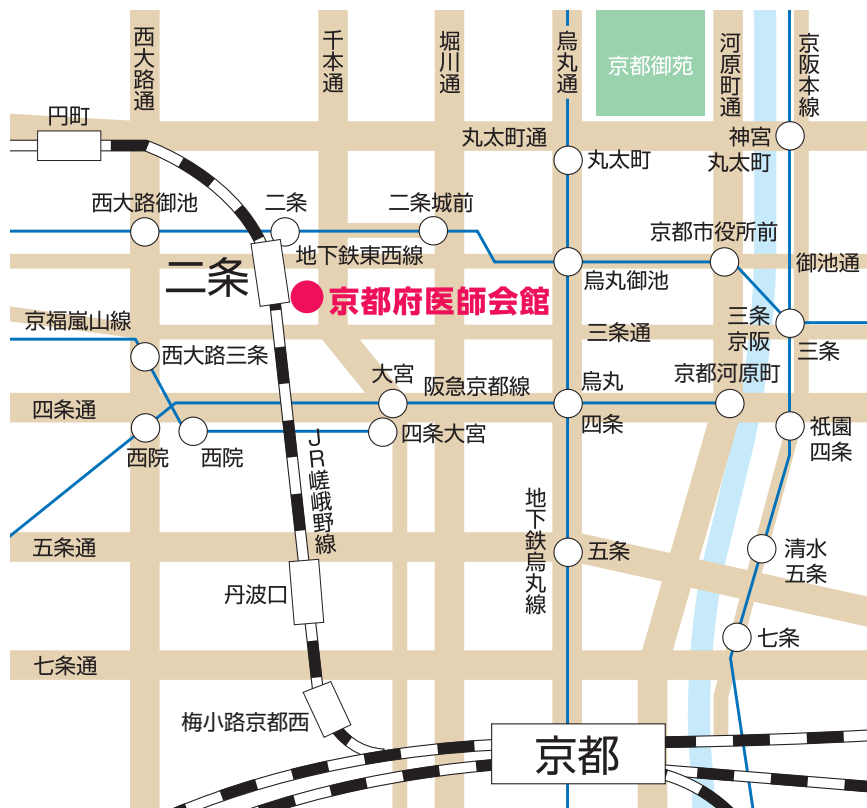 西大路通
千本通
堀川通
烏丸通
京都御苑
河原町通
京阪本線
円町
丸太町通
丸太町
神宮
丸太町
西大路御池
二条
二条城前
京都市役所前
地下鉄東西線
御池通
二条
烏丸御池
京都府医師会館
京福嵐山線
三条通
三条
京阪
三条
西大路三条
大宮
阪急京都線
烏丸
京都河原町
四条通
四条
四条大宮
祇園
四条
西院
西院
JR嵯峨野線
地下鉄烏丸線
五条通
五条
清水
五条
丹波口
七条
七条通
梅小路京都西
京都